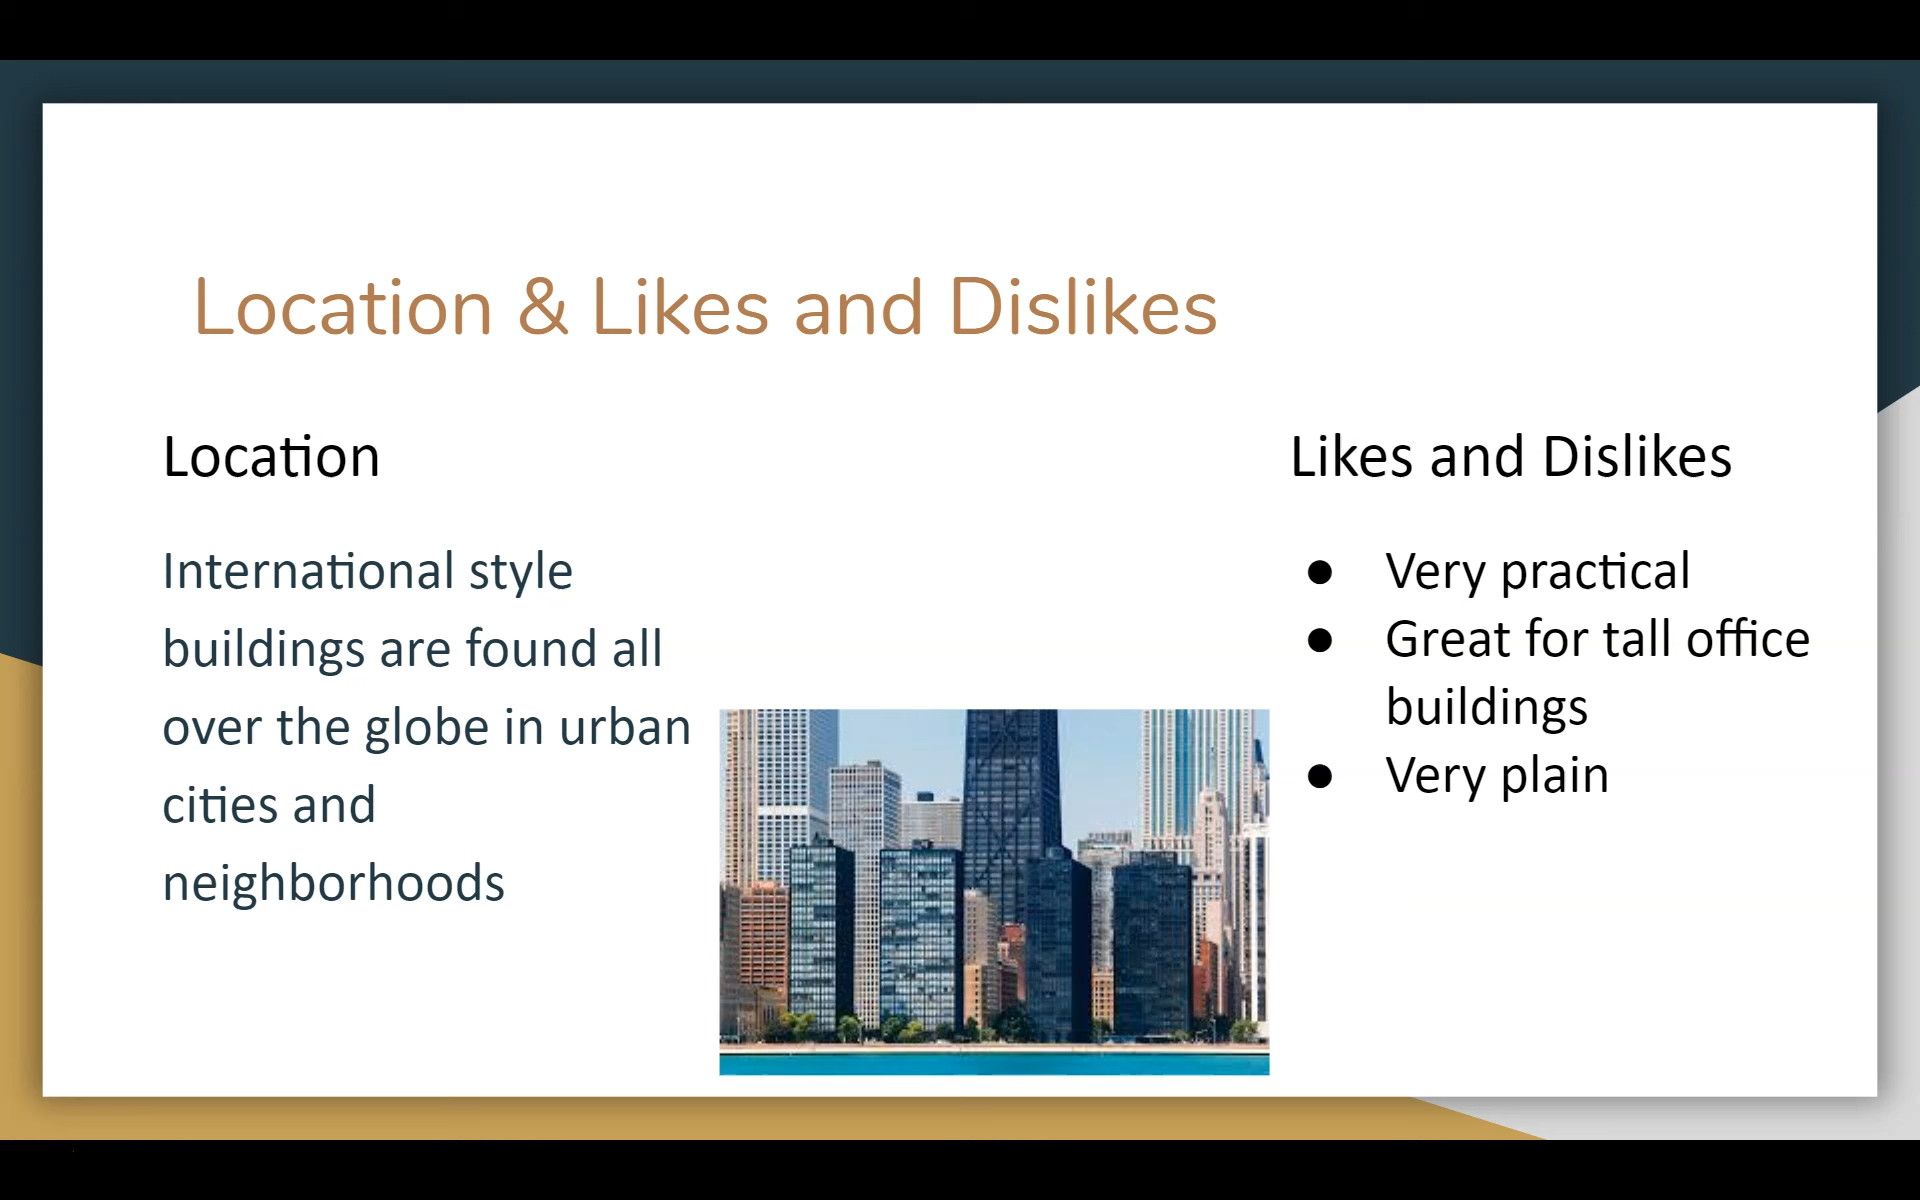 Location & Likes and Dislikes
Location
International style
buildings are found all
over the globe in urban
cities and
neighborhoods
Likes and Dislikes
● Very practical
● Great for tall office
buildings
● Very plain